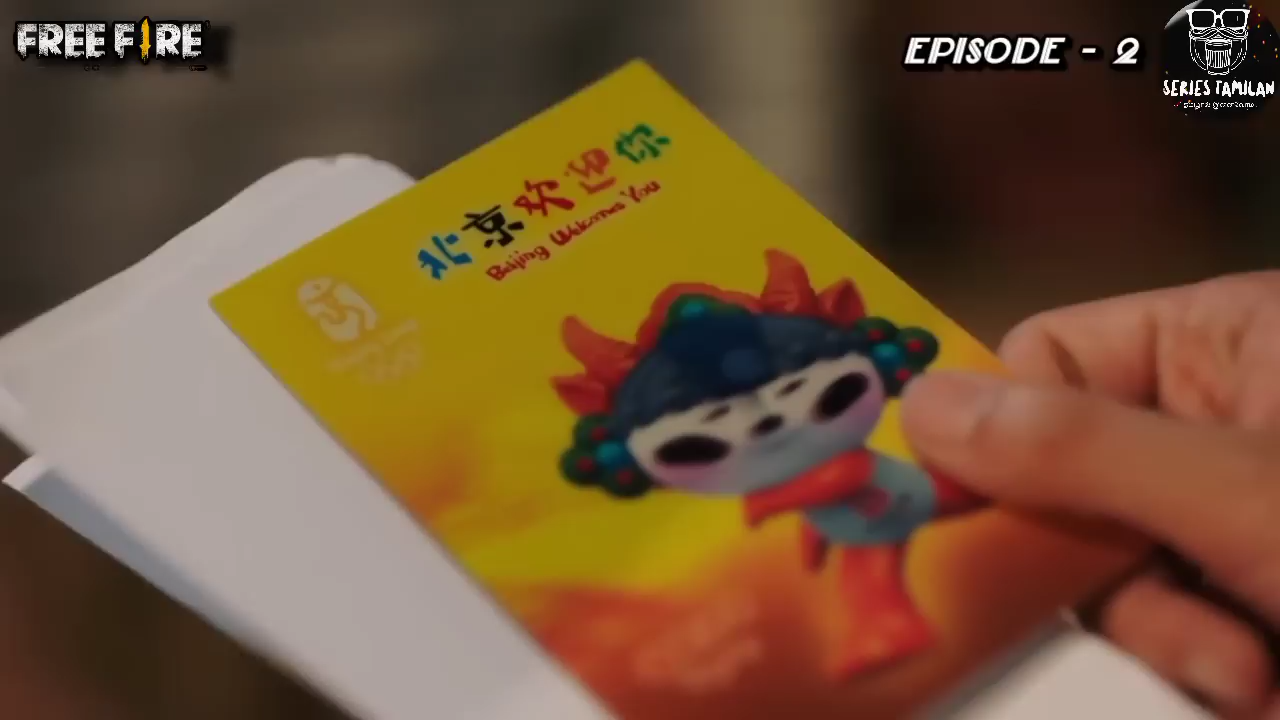 FREE FIRE
EPISODE - 2
SERIES TAMILAN
北京欢迎你
Beijing Welcomes You